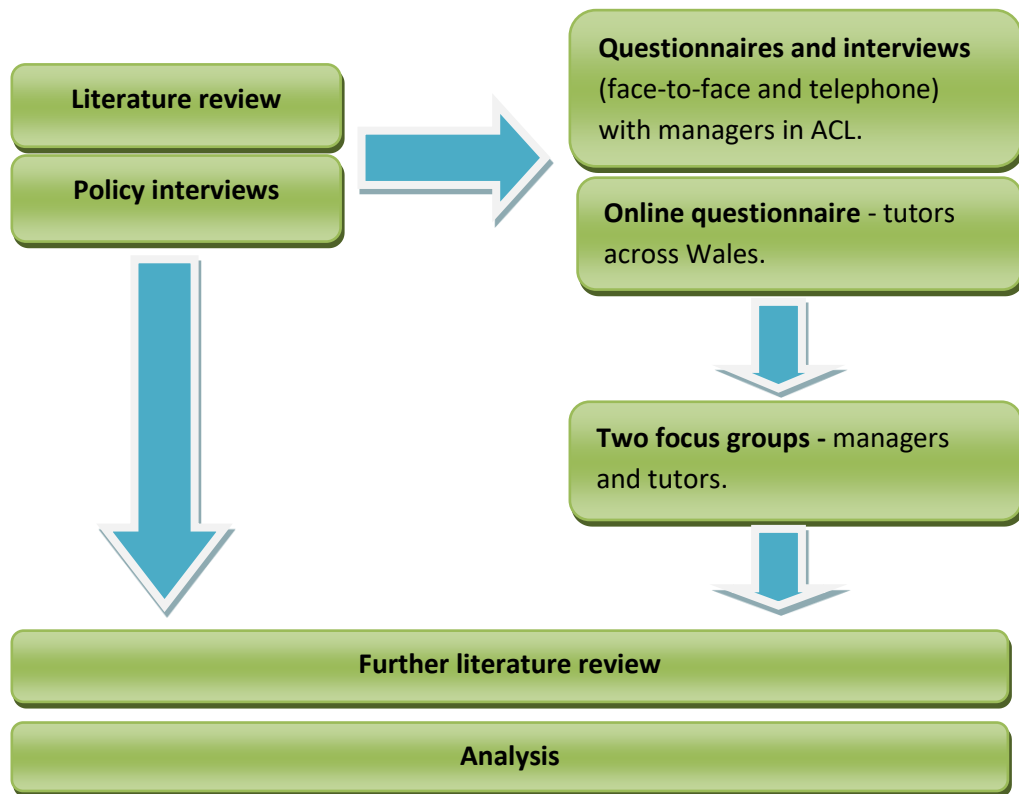 Literature review
Policy interviews
Questionnaires and interviews
(face-to-face and telephone)
with managers in ACL.
Online questionnaire - tutors
across Wales.
Two focus groups - managers
and tutors.
Further literature review
Analysis